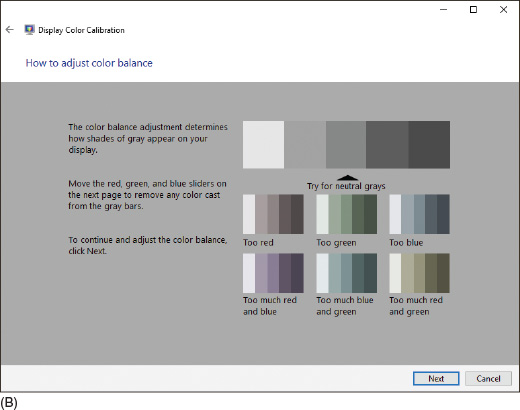 Display Color Calibration
How to adjust color balance
The color balance adjustment determines
how shades of gray appear on your
display.
Move the red, green, and blue sliders on
the next page to remove any color cast
from the gray bars.
To continue and adjust the color balance,
click Next.
Try for neutral grays
Too red
Too green
Too blue
Too much red
and blue
Too much blue
and green
Too much red
and green
Next
Cancel
(B)